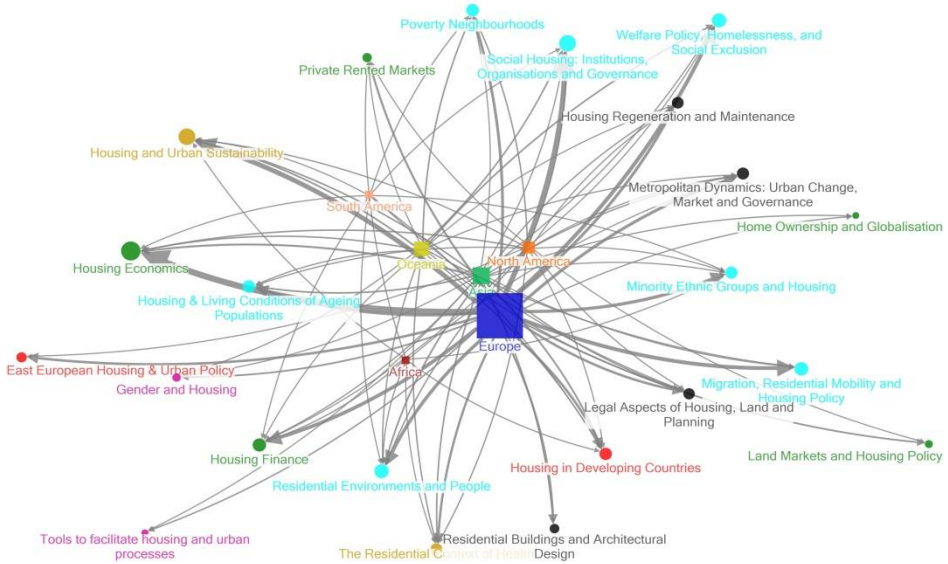 Poverty Neighbourhoods
Welfare Policy, Homelessness, and
Social Exclusion
Social Housing: Institutions,
Organisations and Governance
Private Rented Markets
Housing Regeneration and Maintenance
Housing and Urban Sustainability
Metropolitan Dynamics: Urban Change,
Market and Governance
South America
Home Ownership and Globalisation
Oceania
North America
Housing Economics
Asia
Minority Ethnic Groups and Housing
Housing & Living Conditions of Ageing
Populations
Europe
East European Housing & Urban Policy
Africa
Gender and Housing
Migration, Residential Mobility and
Housing Policy
Legal Aspects of Housing, Land and
Planning
Housing Finance
Land Markets and Housing Policy
Housing in Developing Countries
Residential Environments and People
Tools to facilitate housing and urban
processes
Residential Buildings and Architectural
Design
The Residential Context of Health